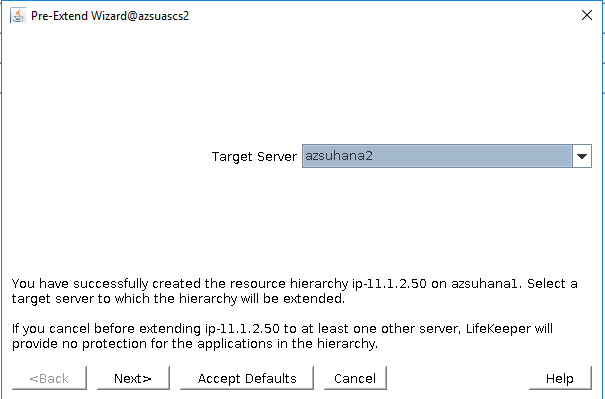 Pre-Extend Wizard@azsuascs2
Target Server azsuhana2
You have successfully created the resource hierarchy ip-11.1.2.50 on azsuhana1. Select a
target server to which the hierarchy will be extended.
If you cancel before extending ip-11.1.2.50 to at least one other server, LifeKeeper will
provide no protection for the applications in the hierarchy.
<Back Next> Accept Defaults Cancel Help